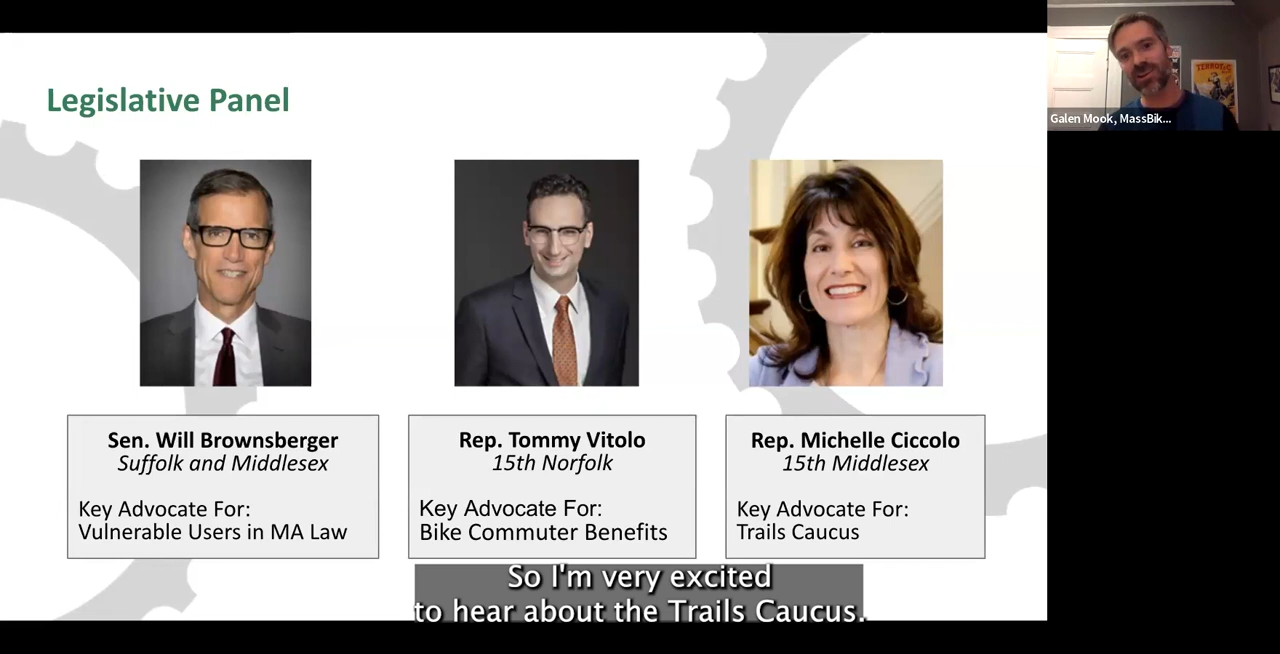 Legislative Panel
Galen Mook, MassBik...
Sen. Will Brownsberger
Suffolk and Middlesex
Key Advocate For:
Vulnerable Users in MA Law
Rep. Tommy Vitolo
15th Norfolk
Key Advocate For:
Bike Commuter Benefits
Rep. Michelle Ciccolo
15th Middlesex
Key Advocate For:
Trails Caucus
So I'm very excited
to hear about the Trails Caucus.